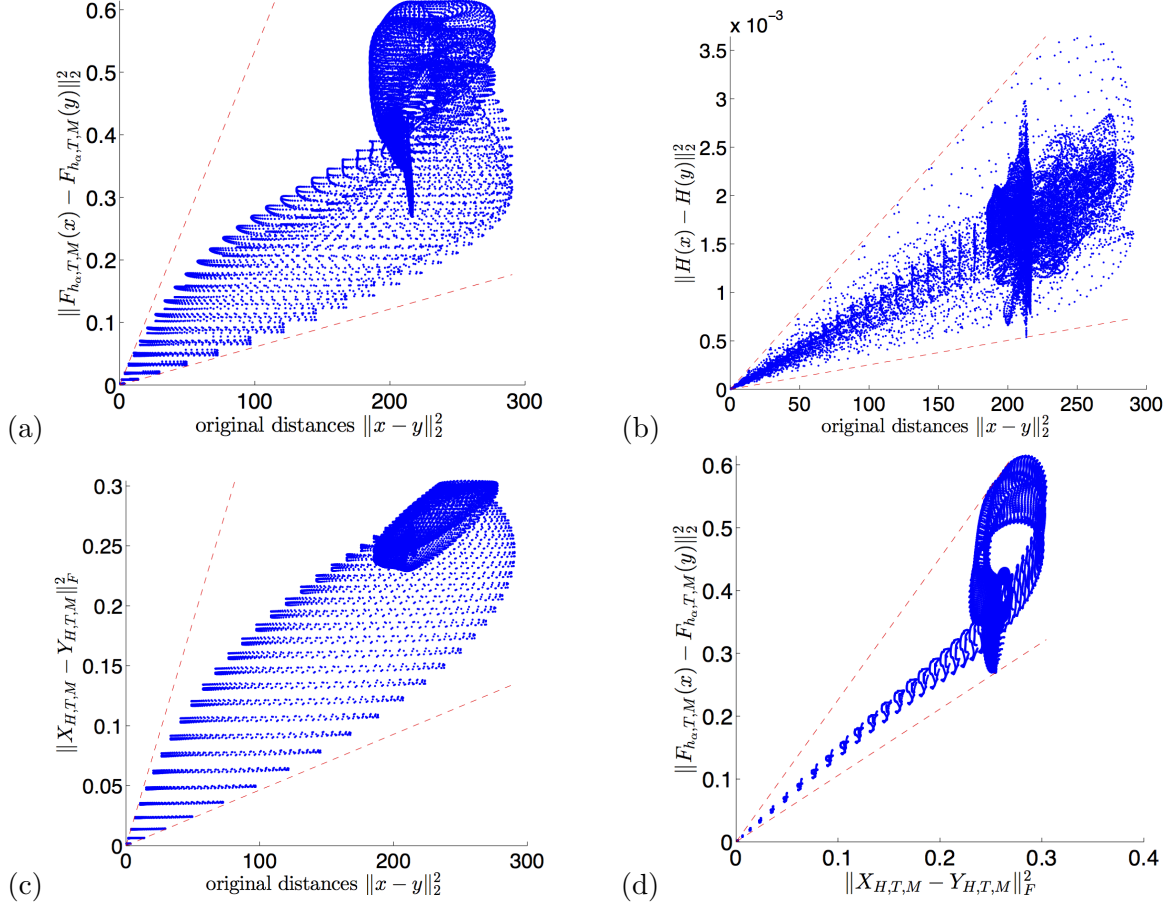 0.6
0.5
0.4
0.3
0.2
0.1
0
0 100 200 300
‖F_{h_α,T,M}(x) − F_{h_α,T,M}(y)‖₂²
original distances ‖x − y‖₂²
(a)
x 10⁻³
3.5
3
2.5
2
1.5
1
0.5
0
0 50 100 150 200 250 300
‖H(x) − H(y)‖₂²
original distances ‖x − y‖₂²
(b)
0.3
0.25
0.2
0.15
0.1
0.05
0
0 100 200 300
‖X_{H,T,M} − Y_{H,T,M}‖_F²
original distances ‖x − y‖₂²
(c)
0.6
0.5
0.4
0.3
0.2
0.1
0
0 0.1 0.2 0.3 0.4
‖F_{h_α,T,M}(x) − F_{h_α,T,M}(y)‖₂²
‖X_{H,T,M} − Y_{H,T,M}‖_F²
(d)